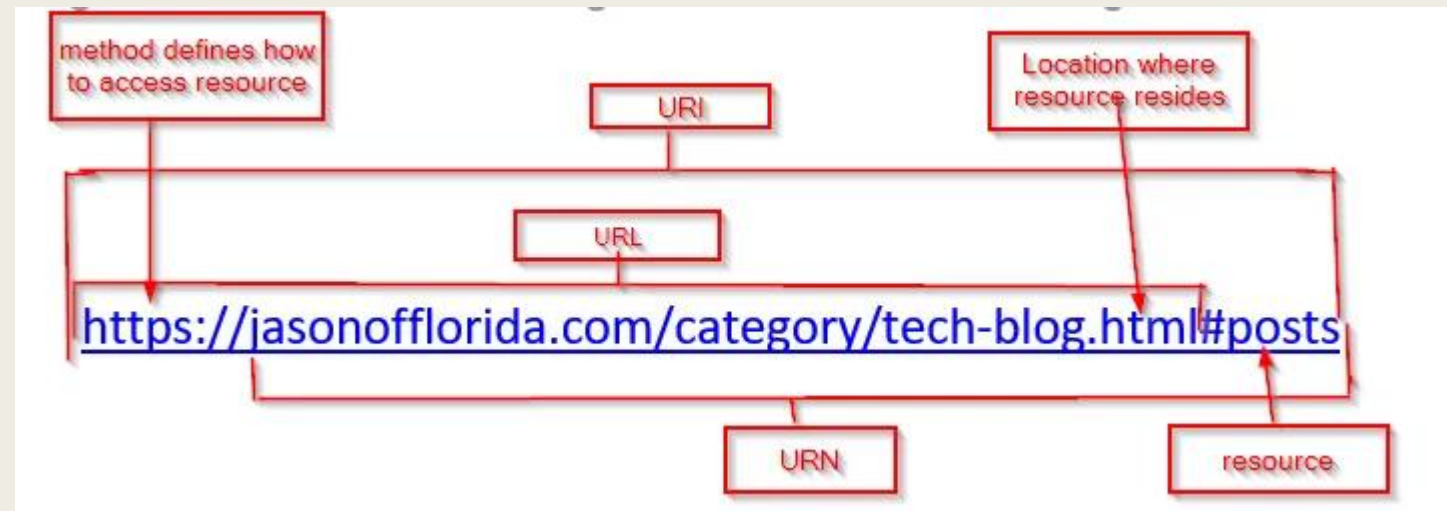 method defines how
to access resource
Location where
resource resides
URI
URL
https://jasonofflorida.com/category/tech-blog.html#posts
URN
resource